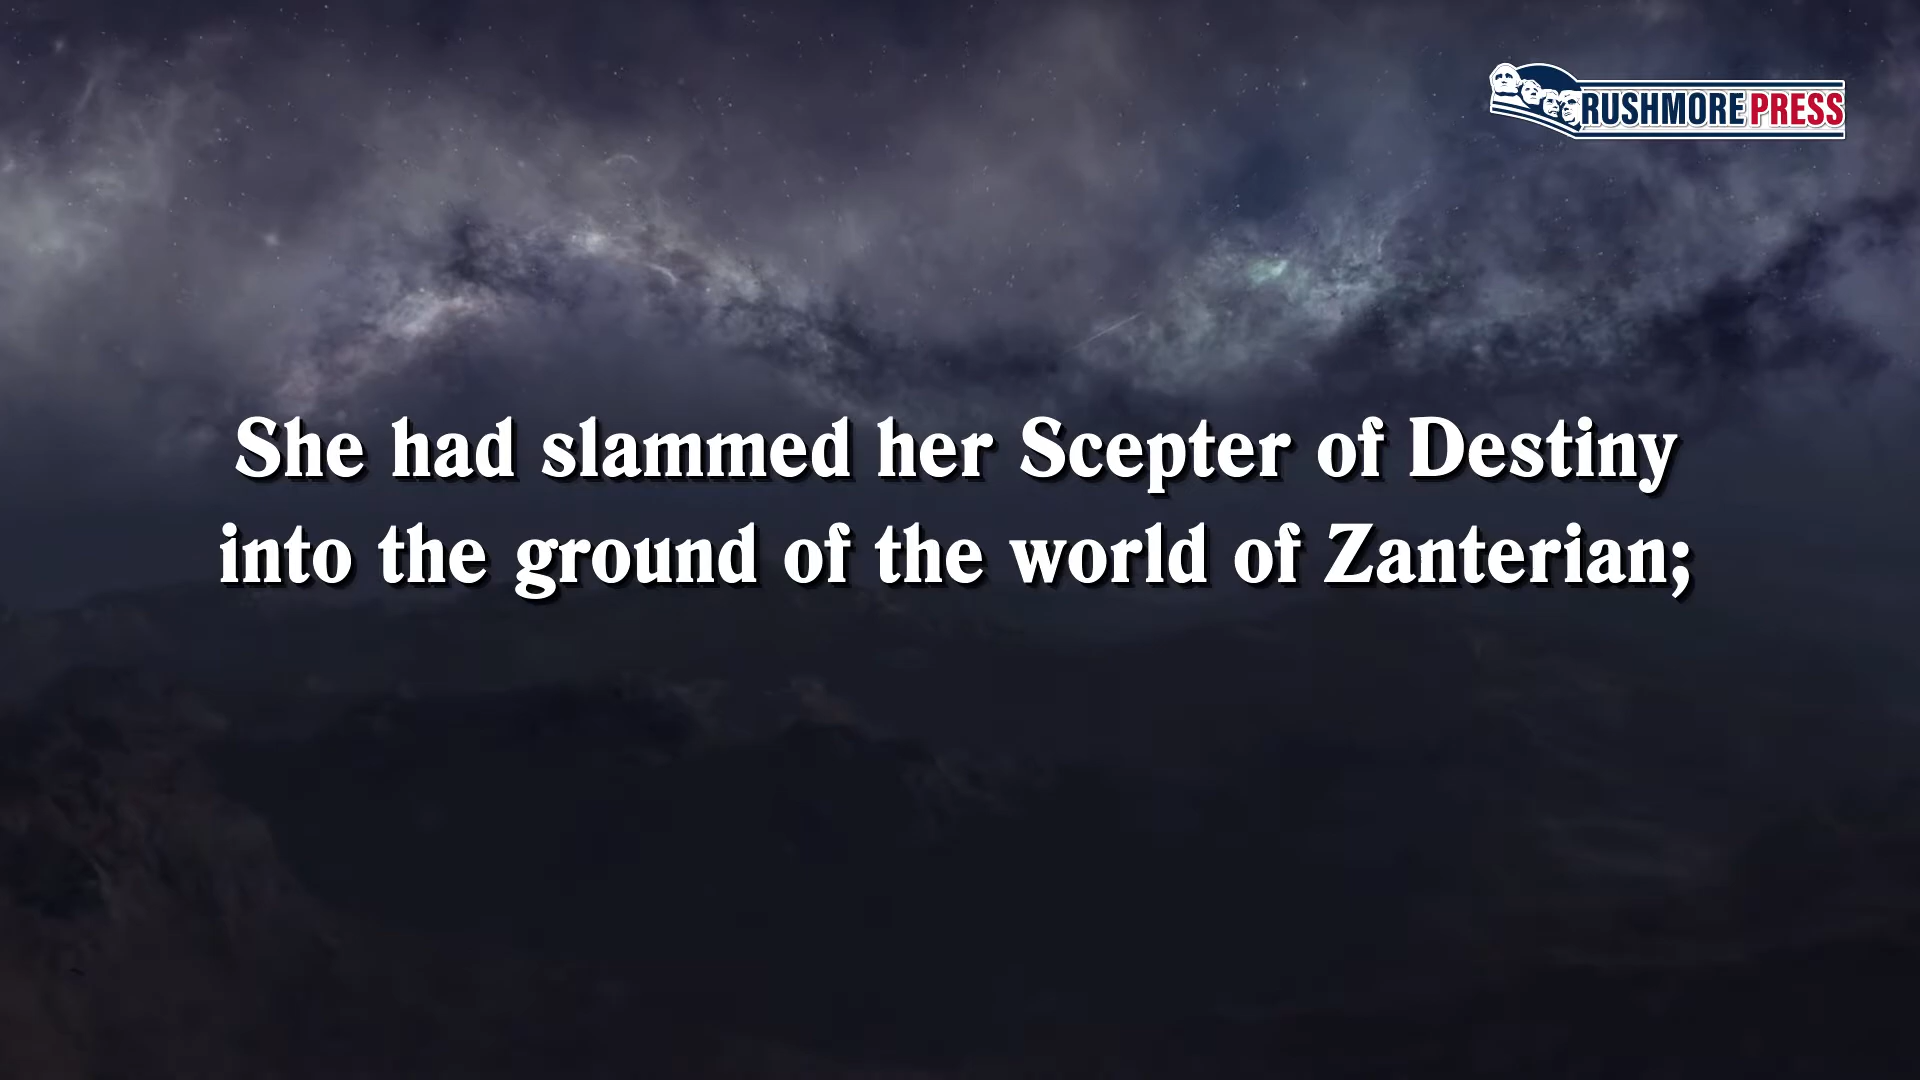 RUSHMORE PRESS
She had slammed her Scepter of Destiny
into the ground of the world of Zanterian;